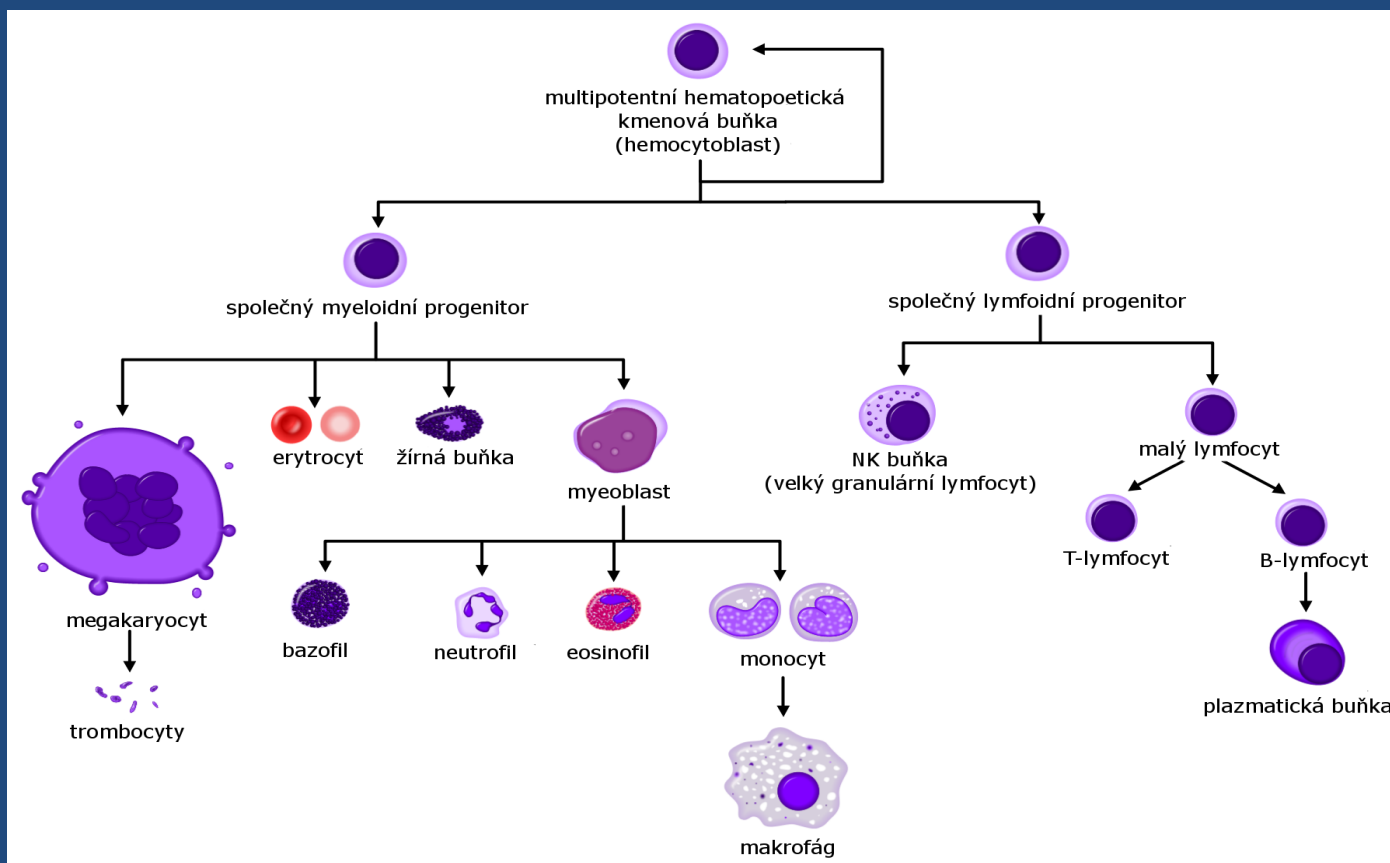 multipotentní hematopoetická
kmenová buňka
(hemocytoblast)
společný myeloidní progenitor
společný lymfoidní progenitor
erytrocyt
žírná buňka
myeoblast
NK buňka
(velký granulární lymfocyt)
malý lymfocyt
megakaryocyt
bazofil
neutrofil
eosinofil
monocyt
T-lymfocyt
B-lymfocyt
trombocyty
plazmatická buňka
makrofág